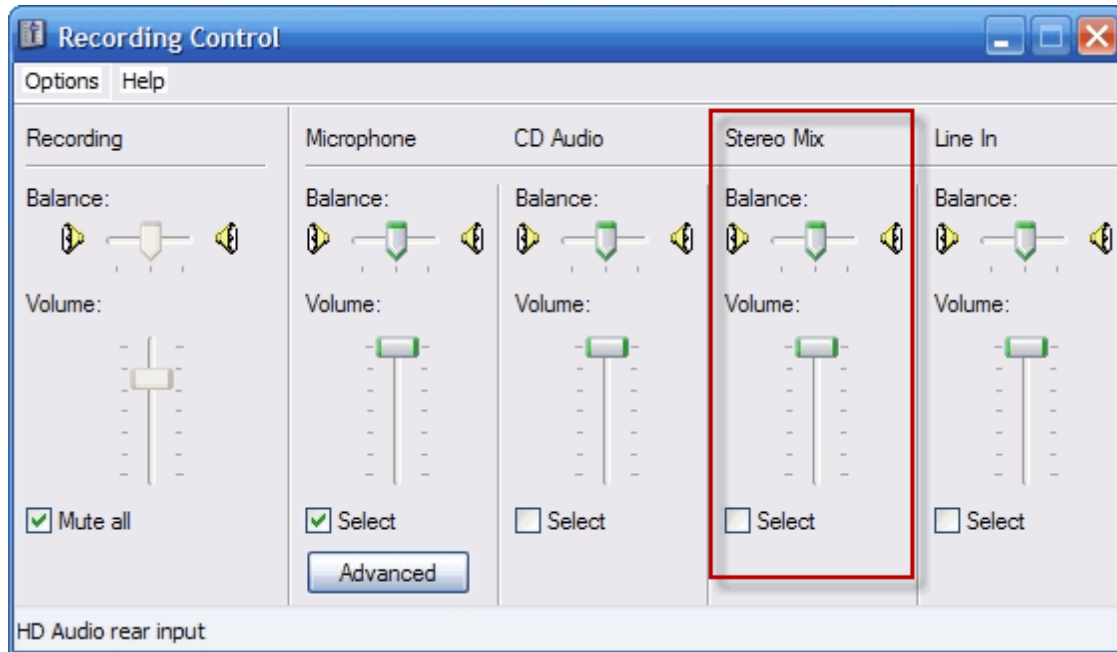 Recording Control
Options Help
Recording Microphone CD Audio Stereo Mix Line In
Balance: Balance: Balance: Balance: Balance:
Volume: Volume: Volume: Volume: Volume:
Mute all Select Select Select Select
Advanced
HD Audio rear input